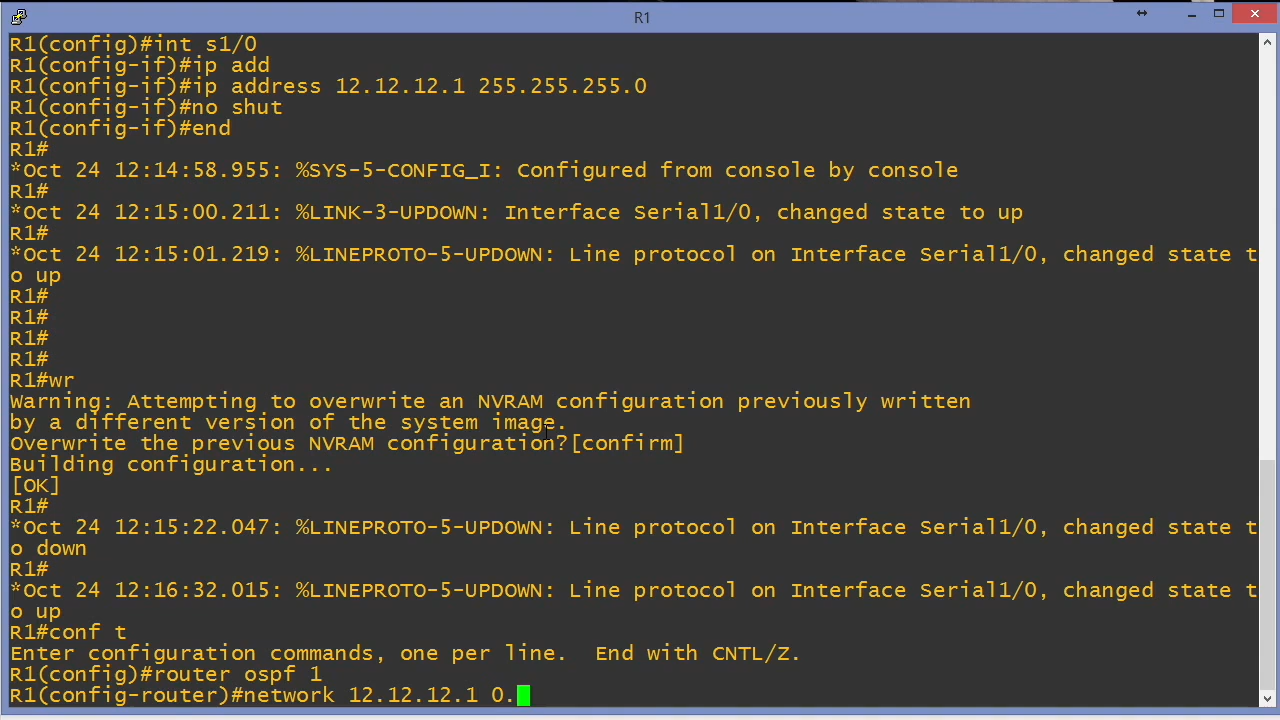 R1
R1(config)#int s1/0
R1(config-if)#ip add
R1(config-if)#ip address 12.12.12.1 255.255.255.0
R1(config-if)#no shut
R1(config-if)#end
R1#
*Oct 24 12:14:58.955: %SYS-5-CONFIG_I: Configured from console by console
R1#
*Oct 24 12:15:00.211: %LINK-3-UPDOWN: Interface Serial1/0, changed state to up
R1#
*Oct 24 12:15:01.219: %LINEPROTO-5-UPDOWN: Line protocol on Interface Serial1/0, changed state t
o up
R1#
R1#
R1#
R1#
R1#wr
Warning: Attempting to overwrite an NVRAM configuration previously written
by a different version of the system image.
Overwrite the previous NVRAM configuration?[confirm]
Building configuration...
[OK]
R1#
*Oct 24 12:15:22.047: %LINEPROTO-5-UPDOWN: Line protocol on Interface Serial1/0, changed state t
o down
R1#
*Oct 24 12:16:32.015: %LINEPROTO-5-UPDOWN: Line protocol on Interface Serial1/0, changed state t
o up
R1#conf t
Enter configuration commands, one per line.  End with CNTL/Z.
R1(config)#router ospf 1
R1(config-router)#network 12.12.12.1 0.